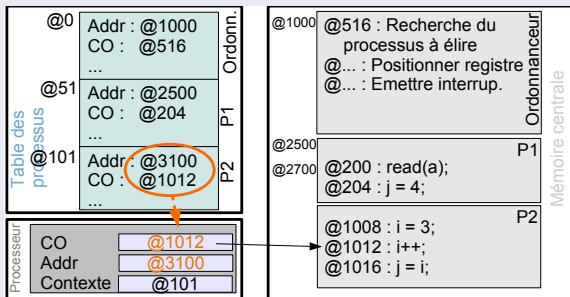 @0
Addr : @1000
CO : @516
...
Ordonn.
@51
Addr : @2500
CO : @204
...
P1
@101
Addr : @3100
CO : @1012
...
P2
Table des
processus
Processeur
CO @1012
Addr @3100
Contexte @101
@1000
@516 : Recherche du
processus à élire
@... : Positionner registre
@... : Emettre interrup.
Ordonnanceur
@2500
P1
@2700
@200 : read(a);
@204 : j = 4;
P2
@1008 : i = 3;
@1012 : i++;
@1016 : j = i;
Mémoire centrale